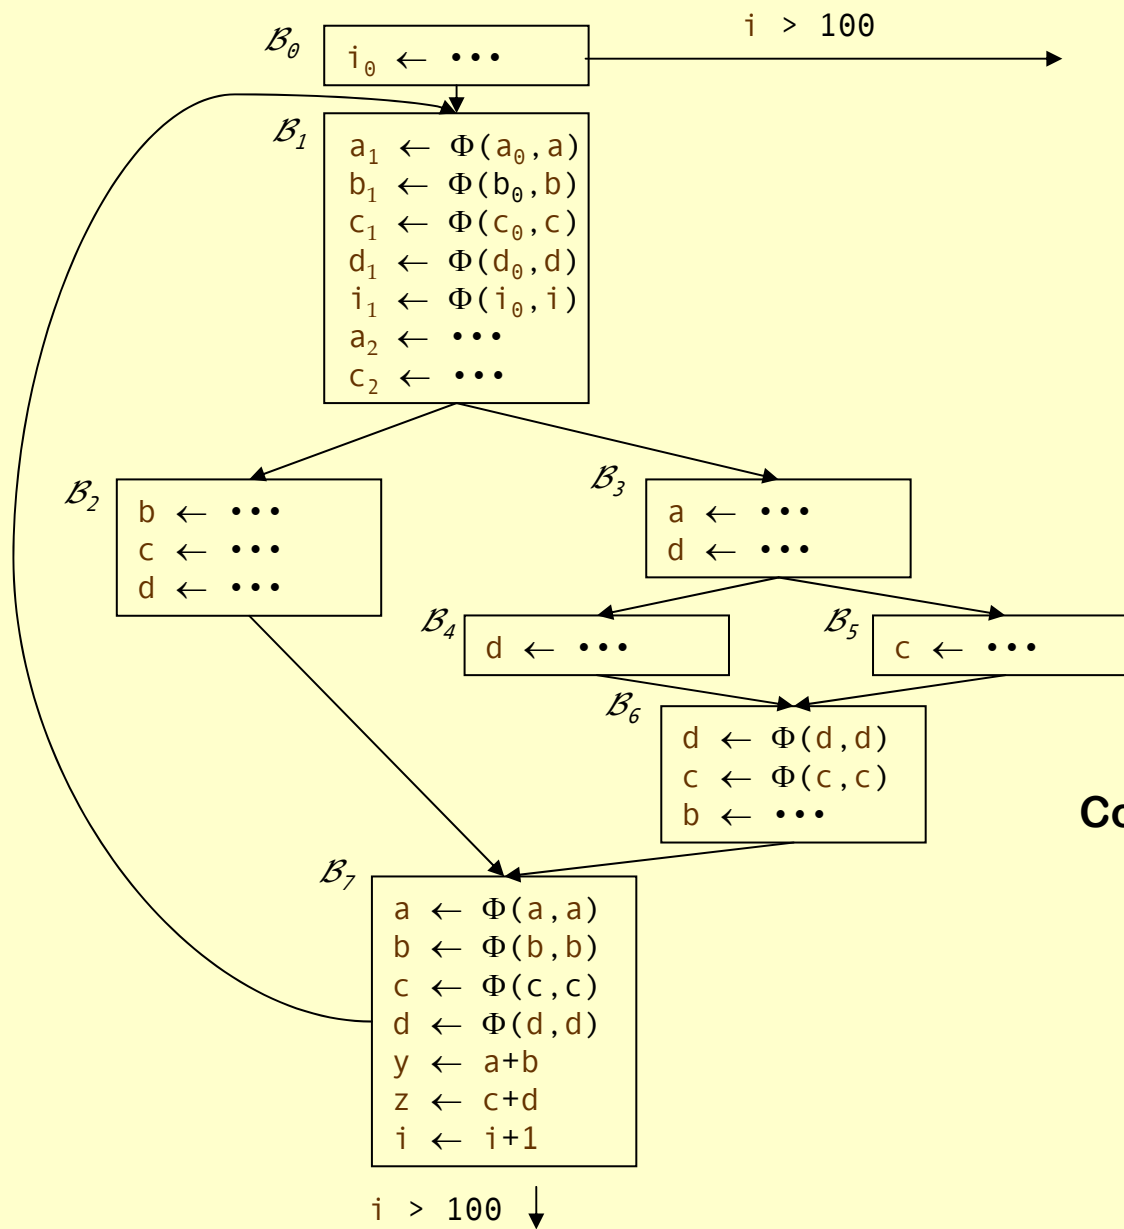 i > 100
B₀
i₀ ← •••
B₁
a₁ ← Φ(a₀,a)
b₁ ← Φ(b₀,b)
c₁ ← Φ(c₀,c)
d₁ ← Φ(d₀,d)
i₁ ← Φ(i₀,i)
a₂ ← •••
c₂ ← •••
B₂
b ← •••
c ← •••
d ← •••
B₃
a ← •••
d ← •••
B₄
d ← •••
B₅
c ← •••
B₆
d ← Φ(d,d)
c ← Φ(c,c)
b ← •••
Co
B₇
a ← Φ(a,a)
b ← Φ(b,b)
c ← Φ(c,c)
d ← Φ(d,d)
y ← a+b
z ← c+d
i ← i+1
i > 100